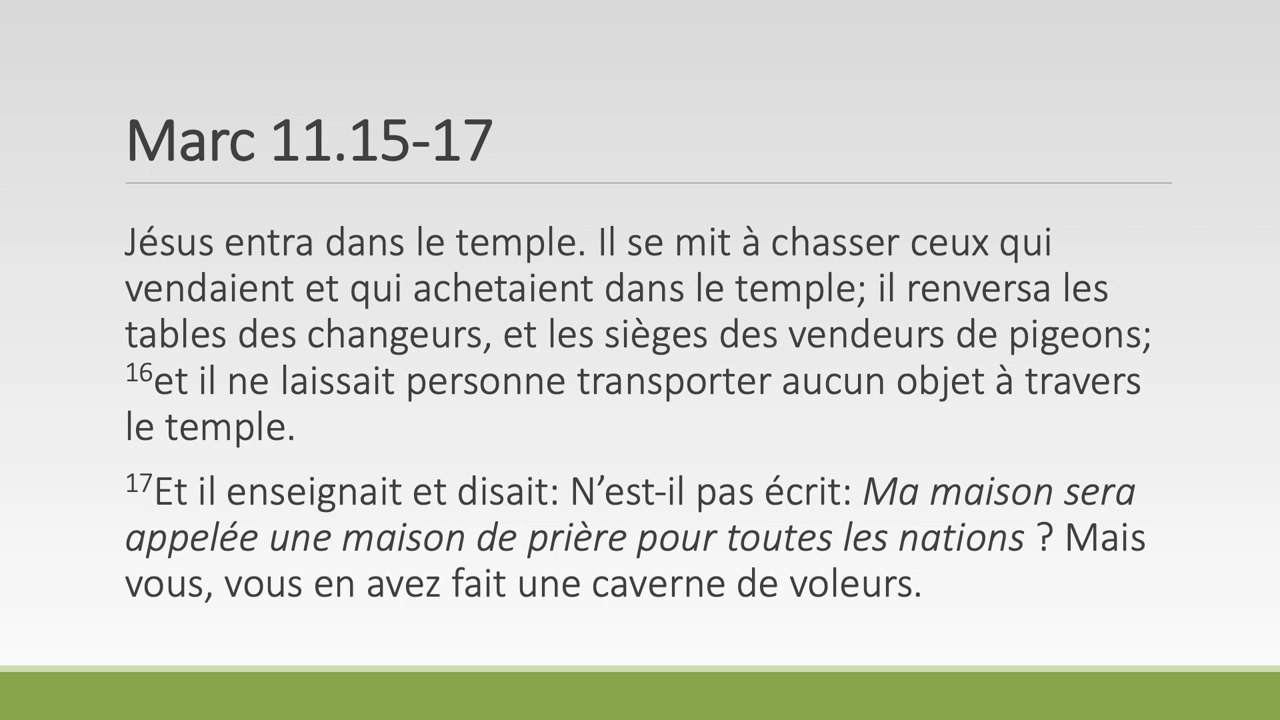 Marc 11.15-17
Jésus entra dans le temple. Il se mit à chasser ceux qui
vendaient et qui achetaient dans le temple; il renversa les
tables des changeurs, et les sièges des vendeurs de pigeons;
16et il ne laissait personne transporter aucun objet à travers
le temple.
17Et il enseignait et disait: N’est-il pas écrit: Ma maison sera
appelée une maison de prière pour toutes les nations ? Mais
vous, vous en avez fait une caverne de voleurs.